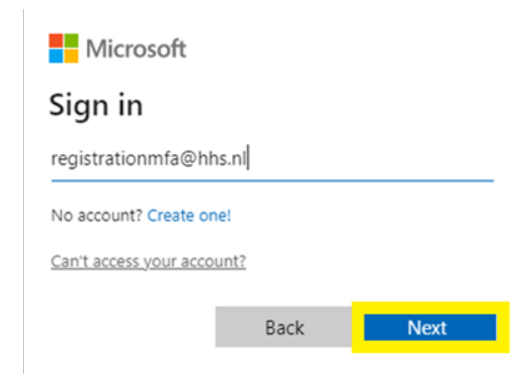 Microsoft
Sign in
registrationmfa@hhs.nl
No account? Create one!
Can't access your account?
Back Next